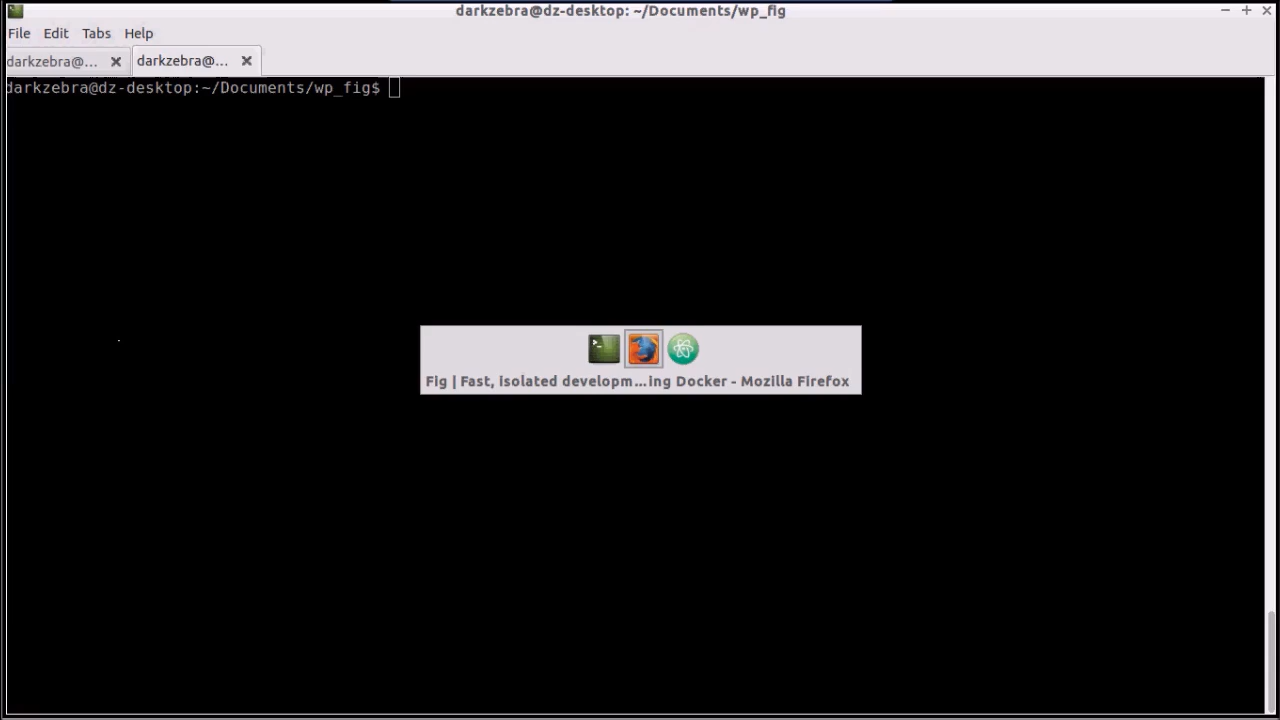 darkzebra@dz-desktop: ~/Documents/wp_fig
File Edit Tabs Help
darkzebra@... darkzebra@...
darkzebra@dz-desktop:~/Documents/wp_fig$
Fig | Fast, isolated developm...ing Docker - Mozilla Firefox